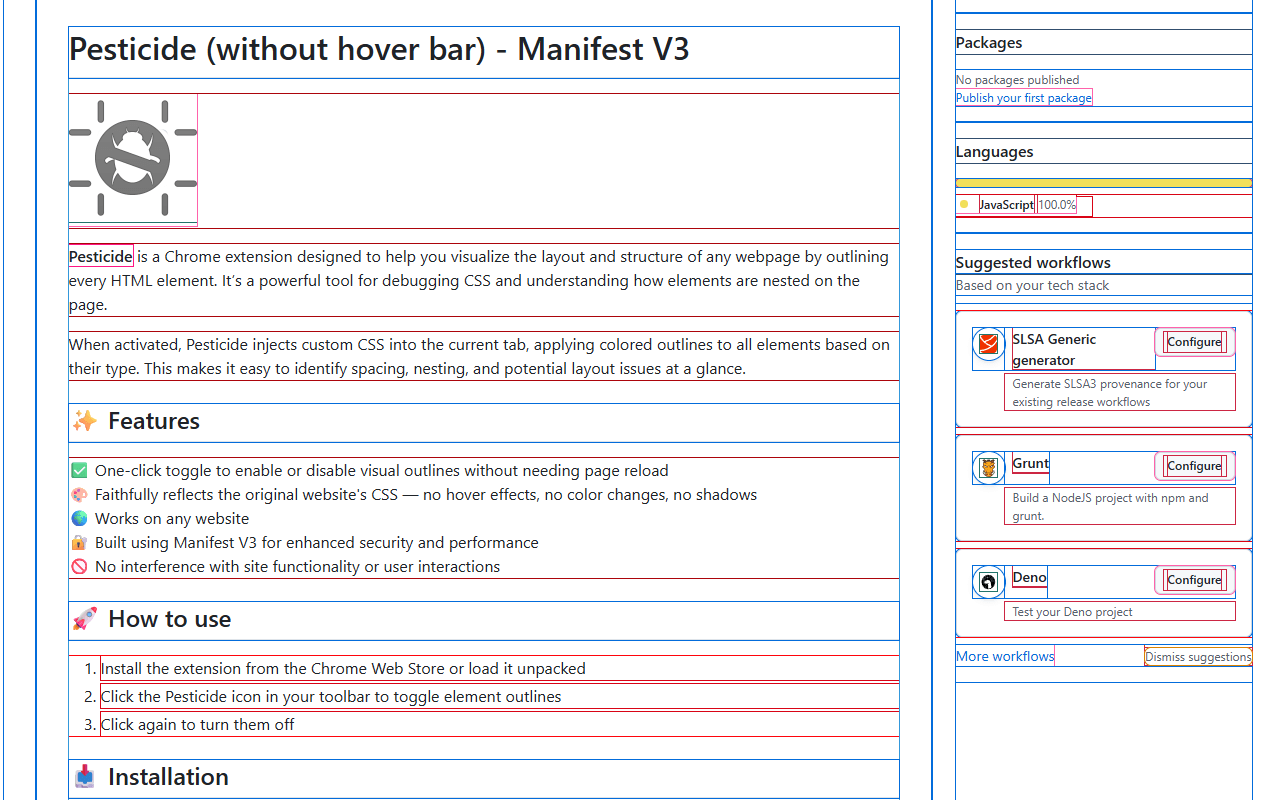 Pesticide (without hover bar) - Manifest V3
Pesticide is a Chrome extension designed to help you visualize the layout and structure of any webpage by outlining
every HTML element. It's a powerful tool for debugging CSS and understanding how elements are nested on the
page.
When activated, Pesticide injects custom CSS into the current tab, applying colored outlines to all elements based on
their type. This makes it easy to identify spacing, nesting, and potential layout issues at a glance.
✨ Features
✅ One-click toggle to enable or disable visual outlines without needing page reload
🎨 Faithfully reflects the original website's CSS — no hover effects, no color changes, no shadows
🌍 Works on any website
🔐 Built using Manifest V3 for enhanced security and performance
🚫 No interference with site functionality or user interactions
🚀 How to use
1. Install the extension from the Chrome Web Store or load it unpacked
2. Click the Pesticide icon in your toolbar to toggle element outlines
3. Click again to turn them off
📥 Installation
Packages
No packages published
Publish your first package
Languages
JavaScript 100.0%
Suggested workflows
Based on your tech stack
SLSA Generic
generator
Configure
Generate SLSA3 provenance for your
existing release workflows
Grunt
Configure
Build a NodeJS project with npm and
grunt.
Deno
Configure
Test your Deno project
More workflows
Dismiss suggestions